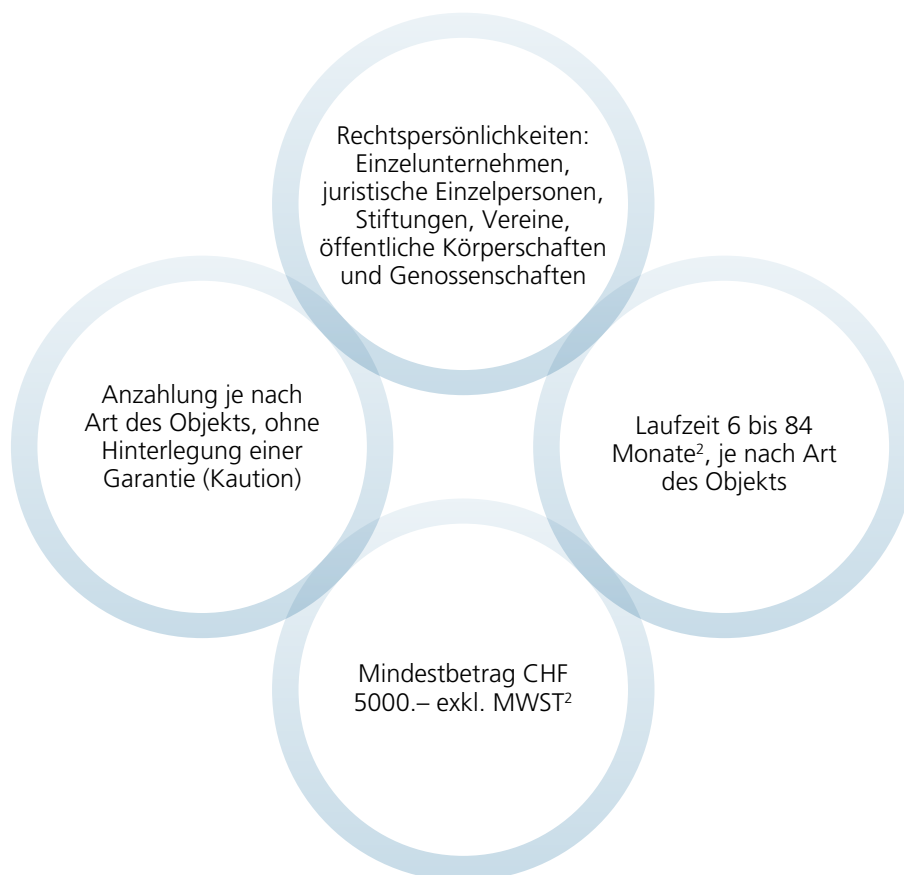 Rechtspersönlichkeiten:
Einzelunternehmen,
juristische Einzelpersonen,
Stiftungen, Vereine,
öffentliche Körperschaften
und Genossenschaften
Anzahlung je nach
Art des Objekts, ohne
Hinterlegung einer
Garantie (Kaution)
Laufzeit 6 bis 84
Monate², je nach Art
des Objekts
Mindestbetrag CHF
5000.– exkl. MWST²